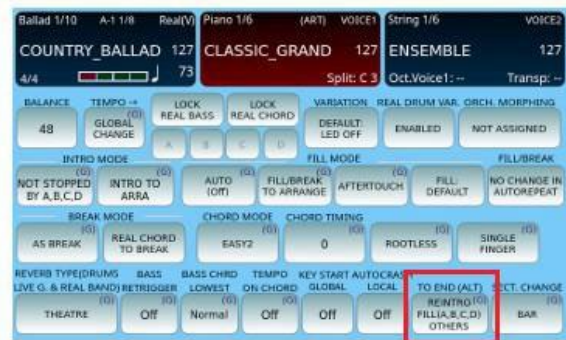 Ballad 1/10 A-1 1/8 Real(V) Piano 1/6 (ART) VOICE1 String 1/6 VOICE2
COUNTRY_BALLAD 127 CLASSIC_GRAND 127 ENSEMBLE 127
4/4 73 Split: C 3 Oct.Voice1: -- Transp: --
BALANCE TEMPO → LOCK REAL BASS LOCK REAL CHORD VARIATION REAL DRUM VAR. ORCH. MORPHING
48 GLOBAL CHANGE (G) A B C D DEFAULT: LED OFF ENABLED NOT ASSIGNED
INTRO MODE FILL MODE FILL/BREAK
NOT STOPPED BY A,B,C,D (G) INTRO TO ARRA (G) AUTO (Off) (G) FILL/BREAK TO ARRANGE (G) AFTERTOUCH (G) FILL: DEFAULT (G) NO CHANGE IN AUTOREPEAT (G)
BREAK MODE CHORD MODE CHORD TIMING
AS BREAK (G) REAL CHORD TO BREAK (G) EASY2 (G) 0 (G) ROOTLESS (G) SINGLE FINGER (G)
REVERB TYPE(DRUMS BASS BASS CHRD TEMPO KEY START AUTOCRASH
LIVE G. & REAL BAND) RETRIGGER LOWEST ON CHORD GLOBAL LOCAL TO END (ALT) SECT. CHANGE
THEATRE (G) Off (G) Normal (G) Off (G) Off (G) Off REINTRO (G) FILL(A,B,C,D) OTHERS BAR (G)